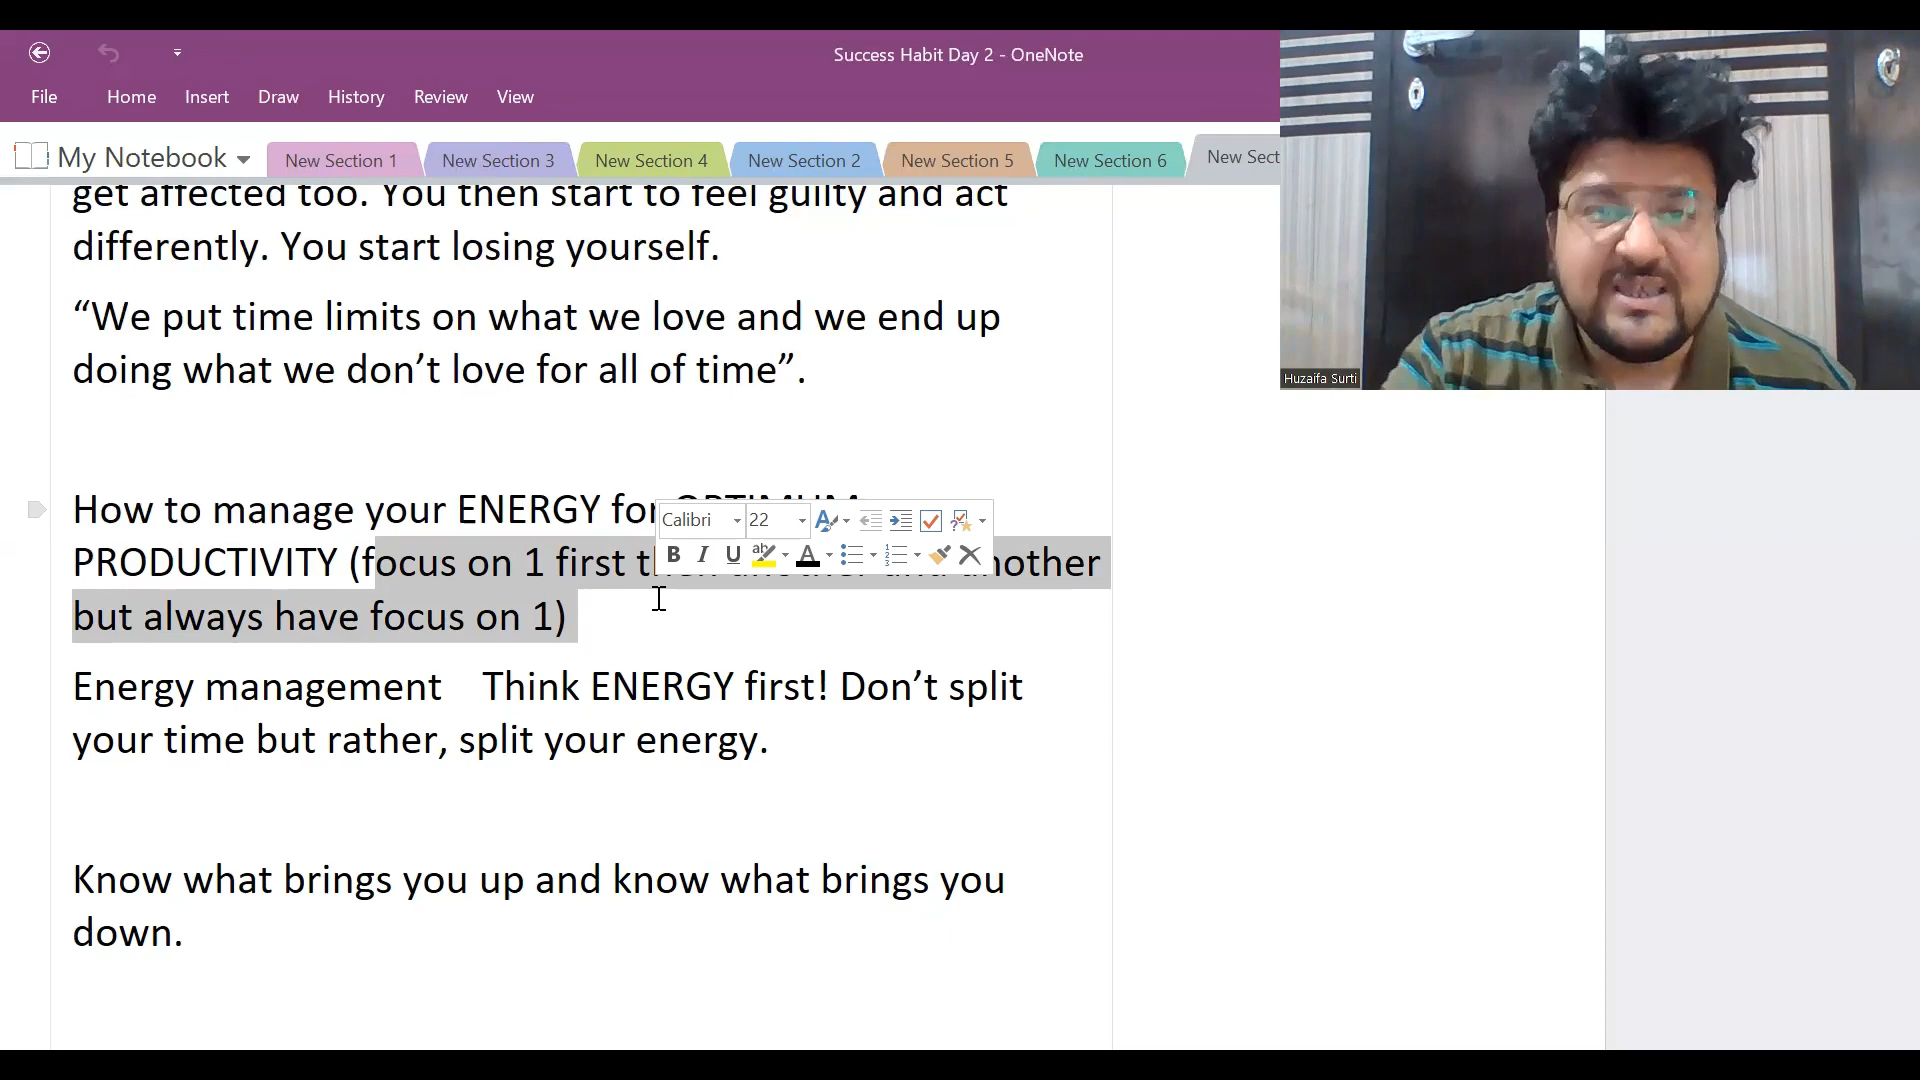 Success Habit Day 2 - OneNote
File Home Insert Draw History Review View
My Notebook New Section 1 New Section 3 New Section 4 New Section 2 New Section 5 New Section 6 New Sect
get affected too. You then start to feel guilty and act
differently. You start losing yourself.
“We put time limits on what we love and we end up
doing what we don’t love for all of time”.
Huzaifa Surti
How to manage your ENERGY for OPTIMUM
Calibri 22
B I U ab A
PRODUCTIVITY (focus on 1 first then another and another
but always have focus on 1)
Energy management Think ENERGY first! Don’t split
your time but rather, split your energy.
Know what brings you up and know what brings you
down.